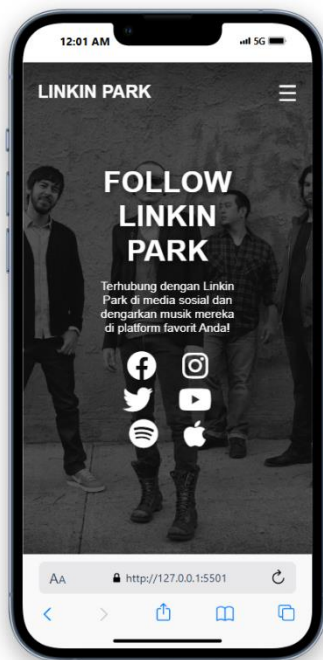 12:01 AM
5G
LINKIN PARK
FOLLOW
LINKIN
PARK
Terhubung dengan Linkin
Park di media sosial dan
dengarkan musik mereka
di platform favorit Anda!
AA
http://127.0.0.1:5501